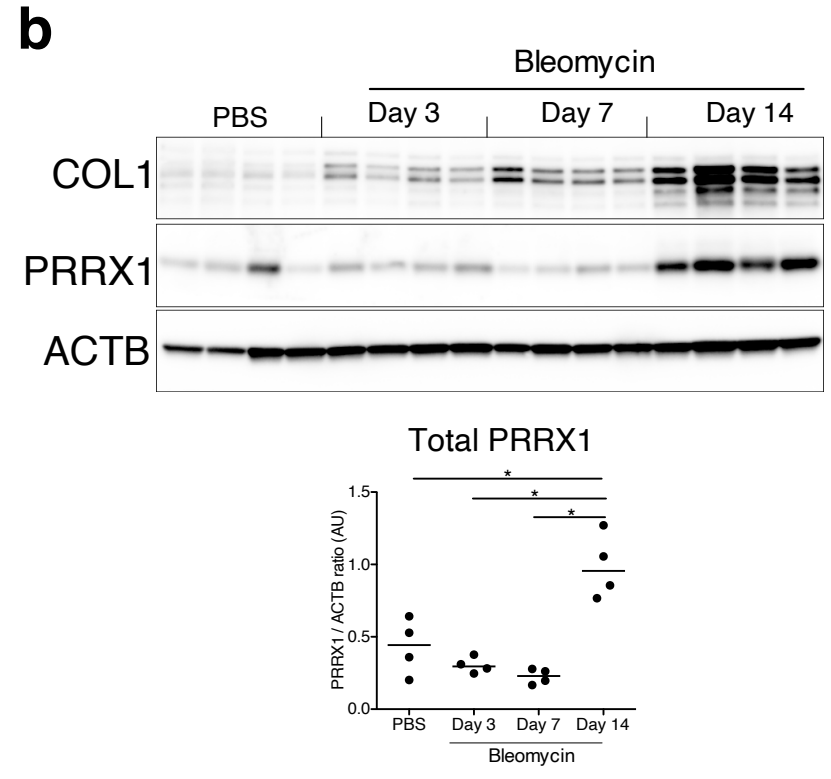 b
Bleomycin
PBS Day 3 Day 7 Day 14
COL1
PRRX1
ACTB
Total PRRX1
*
*
*
PRRX1 / ACTB ratio (AU)
1.5
1.0
0.5
0.0
PBS Day 3 Day 7 Day 14
Bleomycin